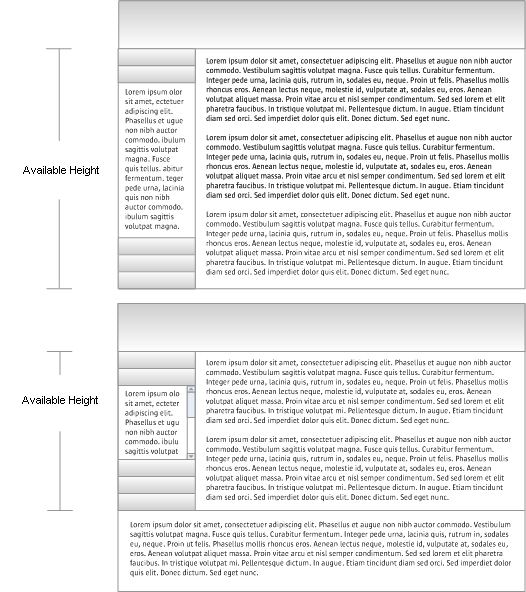 Available Height
Lorem ipsum olor
sit amet, ectetuer
adipiscing elit.
Phasellus et ugue
non nibh auctor
commodo. ibulum
sagittis volutpat
magna. Fusce
quis tellus. abitur
fermentum. teger
pede urna, lacinia
quis non nibh
auctor commodo.
ibulum sagittis
volutpat magna.
Lorem ipsum dolor sit amet, consectetuer adipiscing elit. Phasellus et augue non nibh auctor
commodo. Vestibulum sagittis volutpat magna. Fusce quis tellus. Curabitur fermentum.
Integer pede urna, lacinia quis, rutrum in, sodales eu, neque. Proin ut felis. Phasellus mollis
rhoncus eros. Aenean lectus neque, molestie id, vulputate at, sodales eu, eros. Aenean
volutpat aliquet massa. Proin vitae arcu et nisl semper condimentum. Sed sed lorem et elit
pharetra faucibus. In tristique volutpat mi. Pellentesque dictum. In augue. Etiam tincidunt
diam sed orci. Sed imperdiet dolor quis elit. Donec dictum. Sed eget nunc.
Lorem ipsum dolor sit amet, consectetuer adipiscing elit. Phasellus et augue non nibh auctor
commodo. Vestibulum sagittis volutpat magna. Fusce quis tellus. Curabitur fermentum.
Integer pede urna, lacinia quis, rutrum in, sodales eu, neque. Proin ut felis. Phasellus mollis
rhoncus eros. Aenean lectus neque, molestie id, vulputate at, sodales eu, eros. Aenean
volutpat aliquet massa. Proin vitae arcu et nisl semper condimentum. Sed sed lorem et elit
pharetra faucibus. In tristique volutpat mi. Pellentesque dictum. In augue. Etiam tincidunt
diam sed orci. Sed imperdiet dolor quis elit. Donec dictum. Sed eget nunc.
Lorem ipsum dolor sit amet, consectetuer adipiscing elit. Phasellus et augue non nibh auctor
commodo. Vestibulum sagittis volutpat magna. Fusce quis tellus. Curabitur fermentum.
Integer pede urna, lacinia quis, rutrum in, sodales eu, neque. Proin ut felis. Phasellus mollis
rhoncus eros. Aenean lectus neque, molestie id, vulputate at, sodales eu, eros. Aenean
volutpat aliquet massa. Proin vitae arcu et nisl semper condimentum. Sed sed lorem et elit
pharetra faucibus. In tristique volutpat mi. Pellentesque dictum. In augue. Etiam tincidunt
diam sed orci. Sed imperdiet dolor quis elit. Donec dictum. Sed eget nunc.
Available Height
Lorem ipsum olo
sit amet, ecteter
adipiscing elit.
Phasellus et ugu
non nibh auctor
commodo. ibulu
sagittis volutpat
Lorem ipsum dolor sit amet, consectetuer adipiscing elit. Phasellus et augue non nibh auctor
commodo. Vestibulum sagittis volutpat magna. Fusce quis tellus. Curabitur fermentum.
Integer pede urna, lacinia quis, rutrum in, sodales eu, neque. Proin ut felis. Phasellus mollis
rhoncus eros. Aenean lectus neque, molestie id, vulputate at, sodales eu, eros. Aenean
volutpat aliquet massa. Proin vitae arcu et nisl semper condimentum. Sed sed lorem et elit
pharetra faucibus. In tristique volutpat mi. Pellentesque dictum. In augue. Etiam tincidunt
diam sed orci. Sed imperdiet dolor quis elit. Donec dictum. Sed eget nunc.
Lorem ipsum dolor sit amet, consectetuer adipiscing elit. Phasellus et augue non nibh auctor
commodo. Vestibulum sagittis volutpat magna. Fusce quis tellus. Curabitur fermentum.
Integer pede urna, lacinia quis, rutrum in, sodales eu, neque. Proin ut felis. Phasellus mollis
rhoncus eros. Aenean lectus neque, molestie id, vulputate at, sodales eu, eros. Aenean
volutpat aliquet massa. Proin vitae arcu et nisl semper condimentum. Sed sed lorem et elit
pharetra faucibus. In tristique volutpat mi. Pellentesque dictum. In augue. Etiam tincidunt
diam sed orci. Sed imperdiet dolor quis elit. Donec dictum. Sed eget nunc.
Lorem ipsum dolor sit amet, consectetuer adipiscing elit. Phasellus et augue non nibh auctor commodo. Vestibulum
sagittis volutpat magna. Fusce quis tellus. Curabitur fermentum. Integer pede urna, lacinia quis, rutrum in, sodales
eu, neque. Proin ut felis. Phasellus mollis rhoncus eros. Aenean lectus neque, molestie id, vulputate at, sodales eu,
eros. Aenean volutpat aliquet massa. Proin vitae arcu et nisl semper condimentum. Sed sed lorem et elit pharetra
faucibus. In tristique volutpat mi. Pellentesque dictum. In augue. Etiam tincidunt diam sed orci. Sed imperdiet dolor
quis elit. Donec dictum. Sed eget nunc.